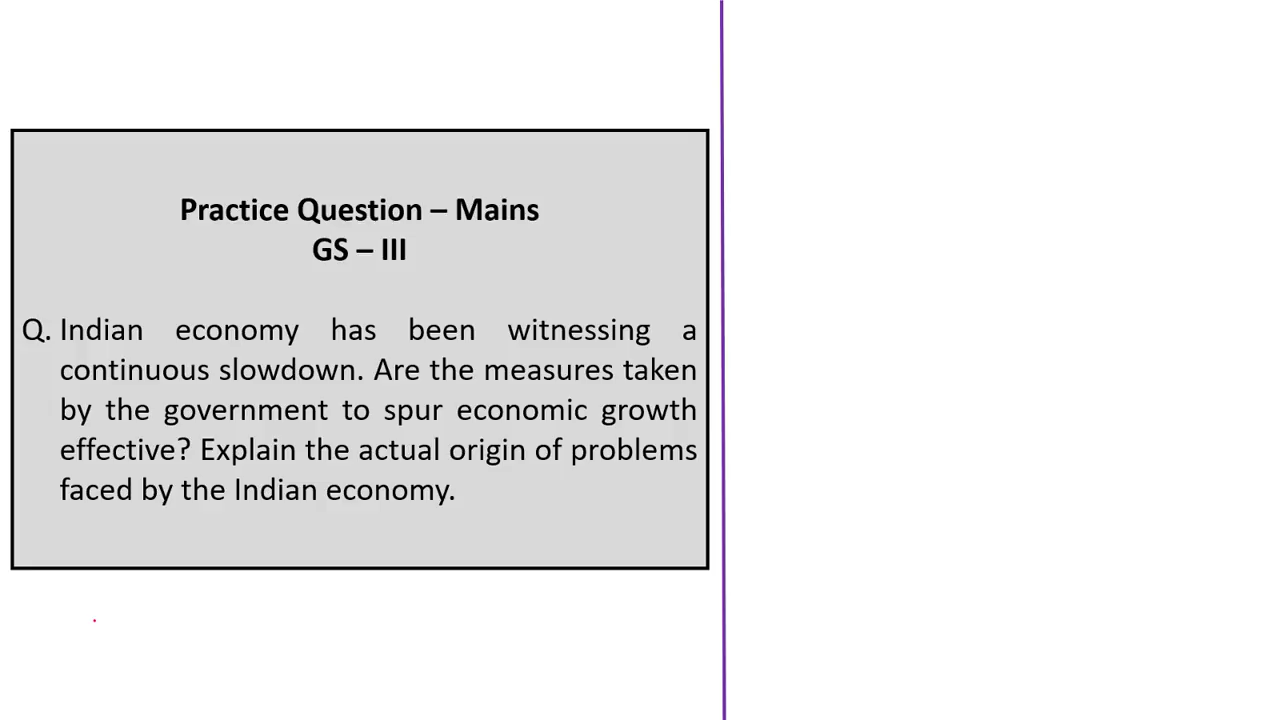 Practice Question – Mains
GS – III
Q. Indian economy has been witnessing a
continuous slowdown. Are the measures taken
by the government to spur economic growth
effective? Explain the actual origin of problems
faced by the Indian economy.